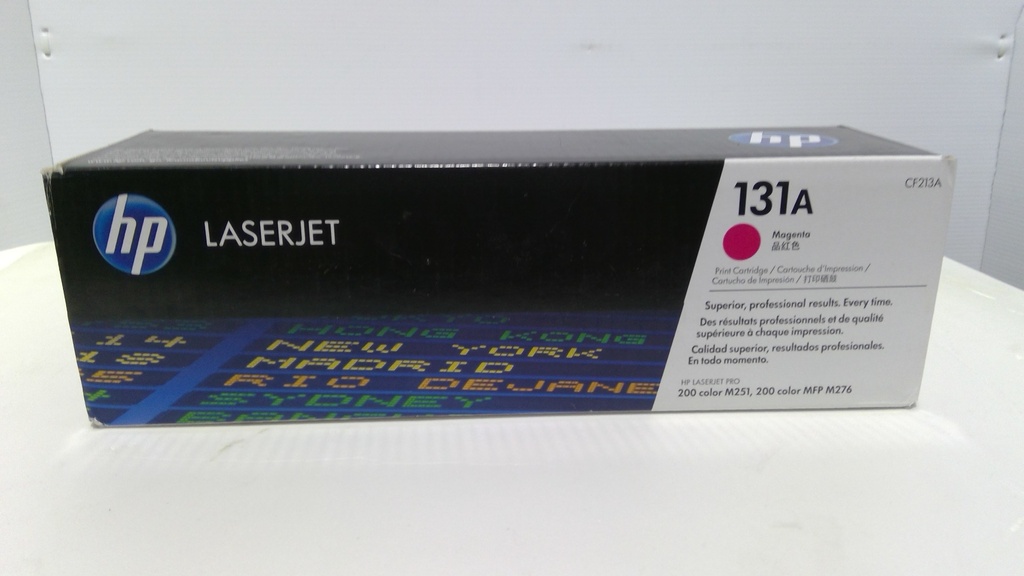 hp
hp
LASERJET
131A
CF213A
Magenta
品红色
Print Cartridge / Cartouche d'Impression /
Cartucho de Impresión / 打印硒鼓
Superior, professional results. Every time.
Des résultats professionnels et de qualité
supérieure à chaque impression.
Calidad superior, resultados profesionales.
En todo momento.
HP LASERJET PRO
200 color M251, 200 color MFP M276
HONG KONG
NEW YORK
MADRID
RIO DEJANE
SYDNEY